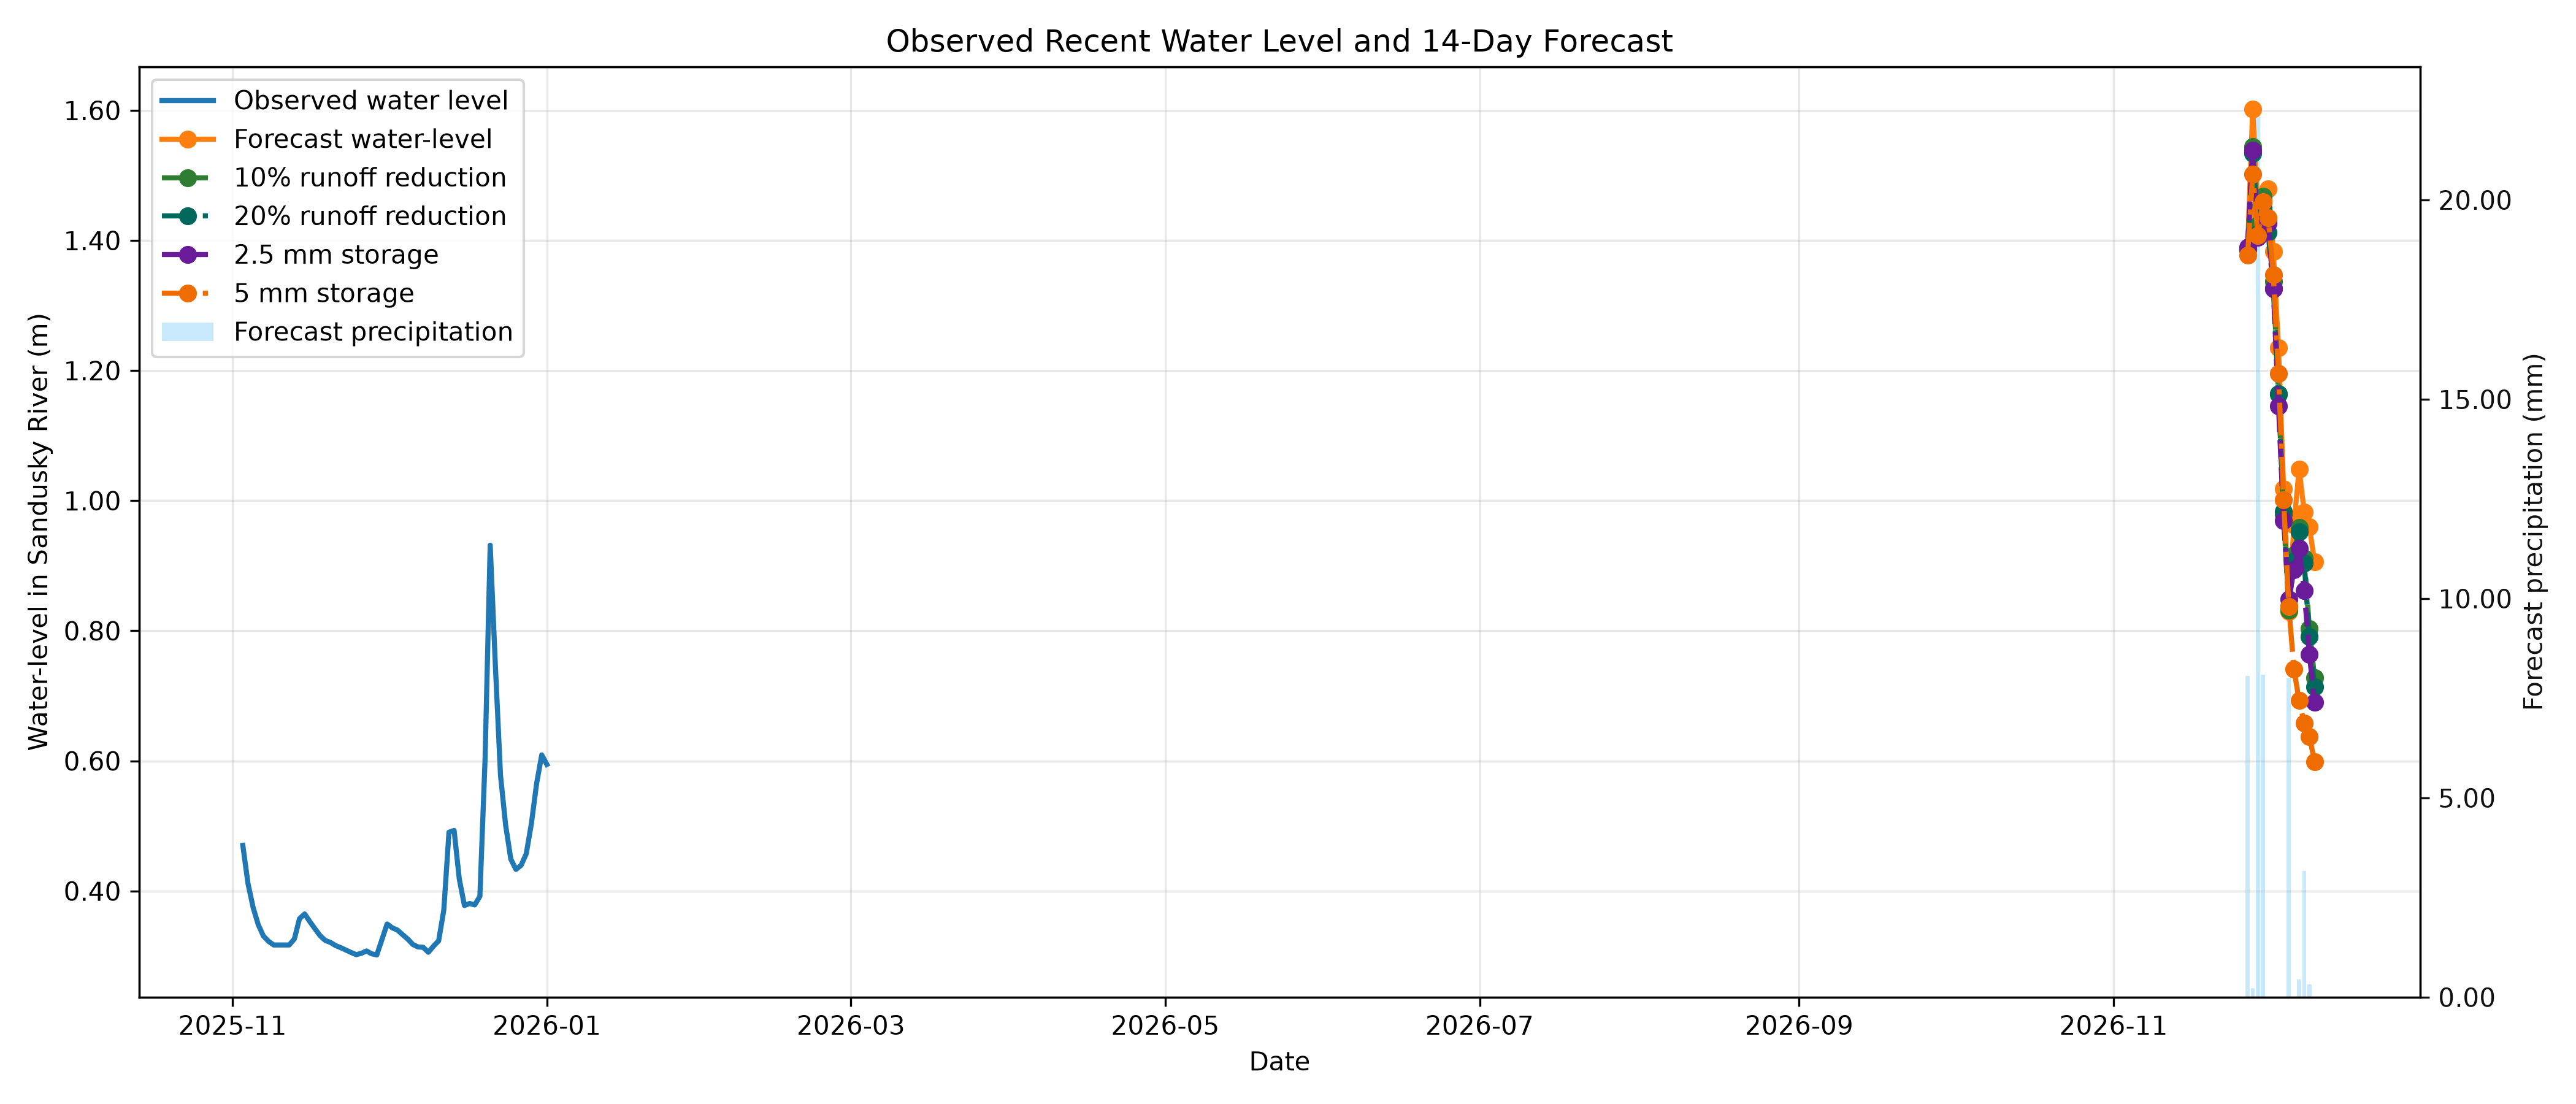 Observed Recent Water Level and 14-Day Forecast
Observed water level
Forecast water-level
10% runoff reduction
20% runoff reduction
2.5 mm storage
5 mm storage
Forecast precipitation
Water-level in Sandusky River (m)
1.60
1.40
1.20
1.00
0.80
0.60
0.40
20.00
15.00
10.00
5.00
0.00
Forecast precipitation (mm)
2025-11
2026-01
2026-03
2026-05
2026-07
2026-09
2026-11
Date